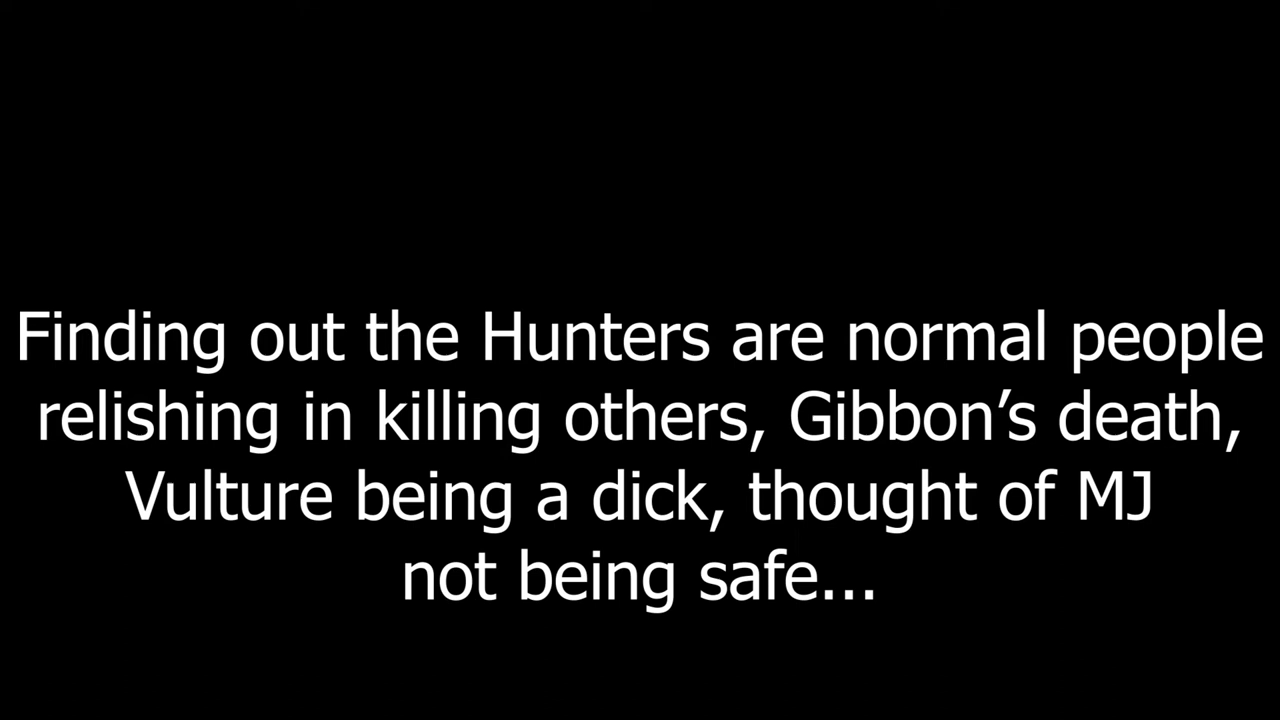 Finding out the Hunters are normal people
relishing in killing others, Gibbon’s death,
Vulture being a dick, thought of MJ
not being safe...